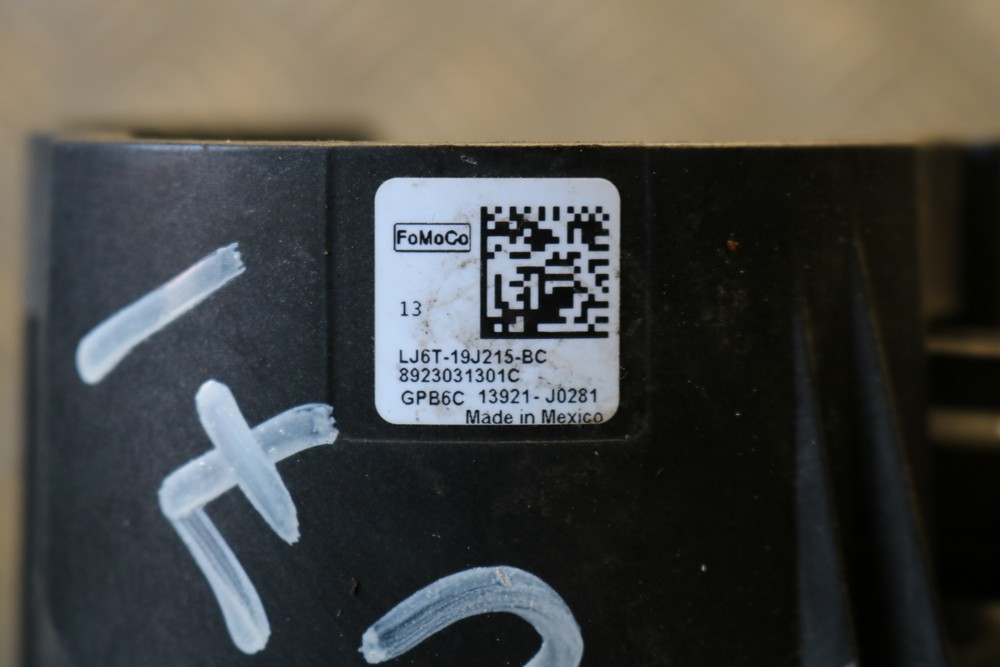 FoMoCo
13
LJ6T-19J215-BC
8923031301C
GPB6C 13921- J0281
Made in Mexico